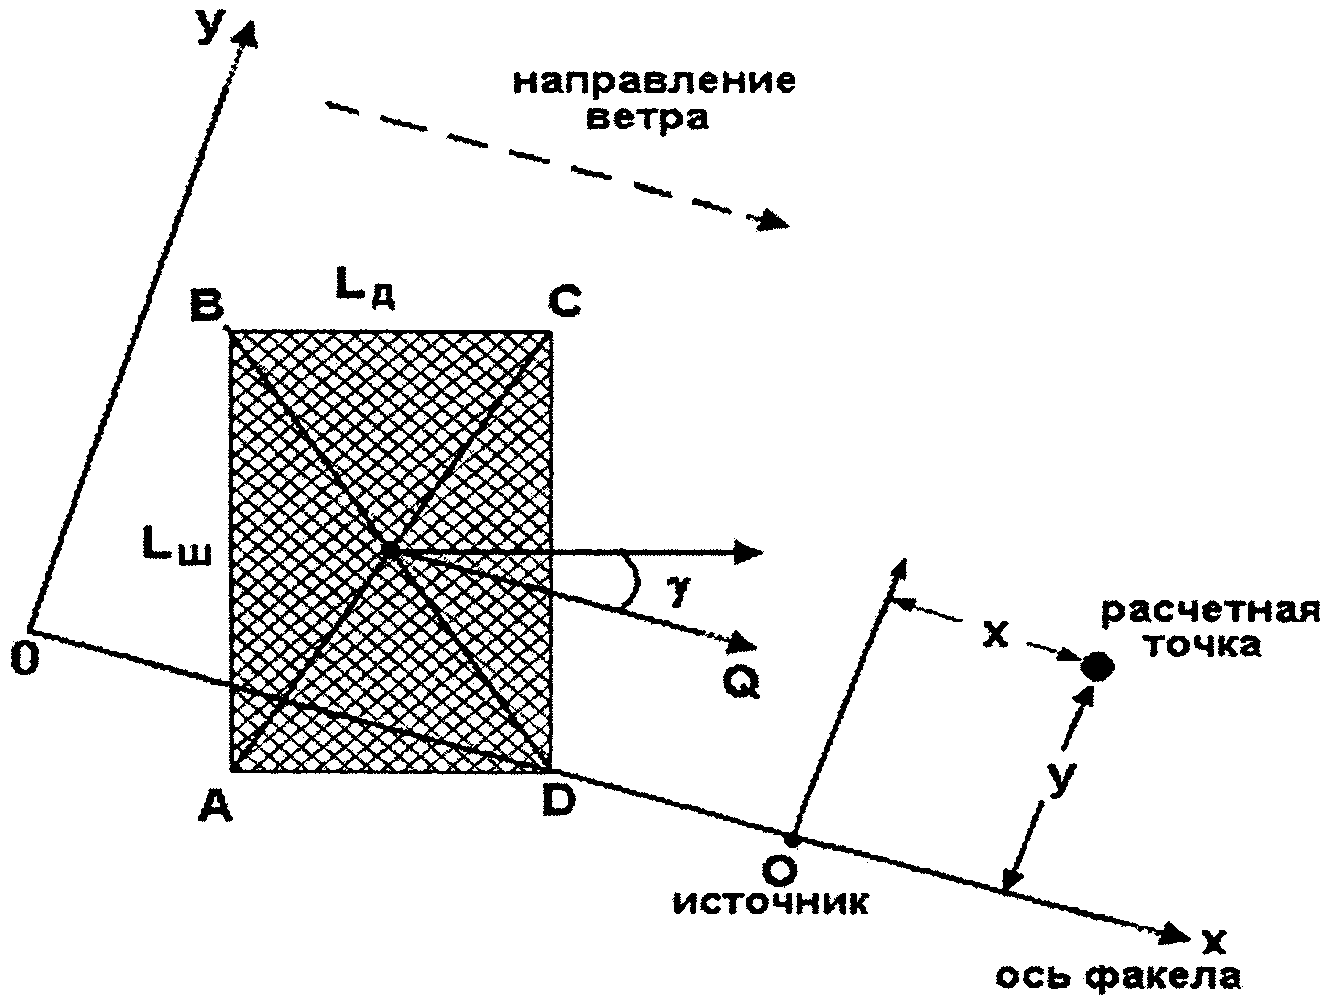 y
направление
ветра
B
Lд
C
Lш
γ
0
Q
x
расчетная
точка
y
A
D
O
источник
x
ось факела